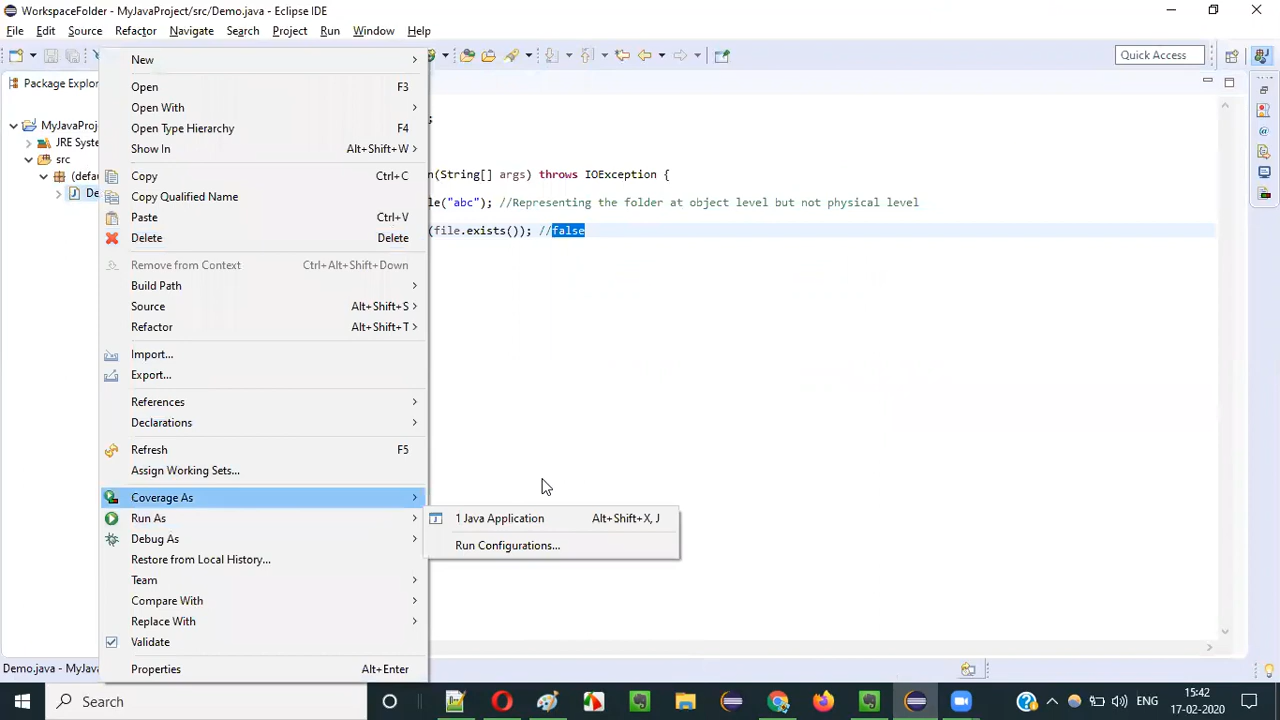 WorkspaceFolder - MyJavaProject/src/Demo.java - Eclipse IDE
File Edit Source Refactor Navigate Search Project Run Window Help
Quick Access
Package Explor
MyJavaProj
JRE Syste
src
(defau
De
New
Open F3
Open With
Open Type Hierarchy F4
Show In Alt+Shift+W
Copy Ctrl+C
Copy Qualified Name
Paste Ctrl+V
Delete Delete
Remove from Context Ctrl+Alt+Shift+Down
Build Path
Source Alt+Shift+S
Refactor Alt+Shift+T
Import...
Export...
References
Declarations
Refresh F5
Assign Working Sets...
Coverage As
Run As
Debug As
Restore from Local History...
Team
Compare With
Replace With
Validate
Properties Alt+Enter
1 Java Application Alt+Shift+X, J
Run Configurations...
;
n(String[] args) throws IOException {
le("abc"); //Representing the folder at object level but not physical level
(file.exists()); //false
Demo.java - MyJava
Search
ENG
15:42
17-02-2020